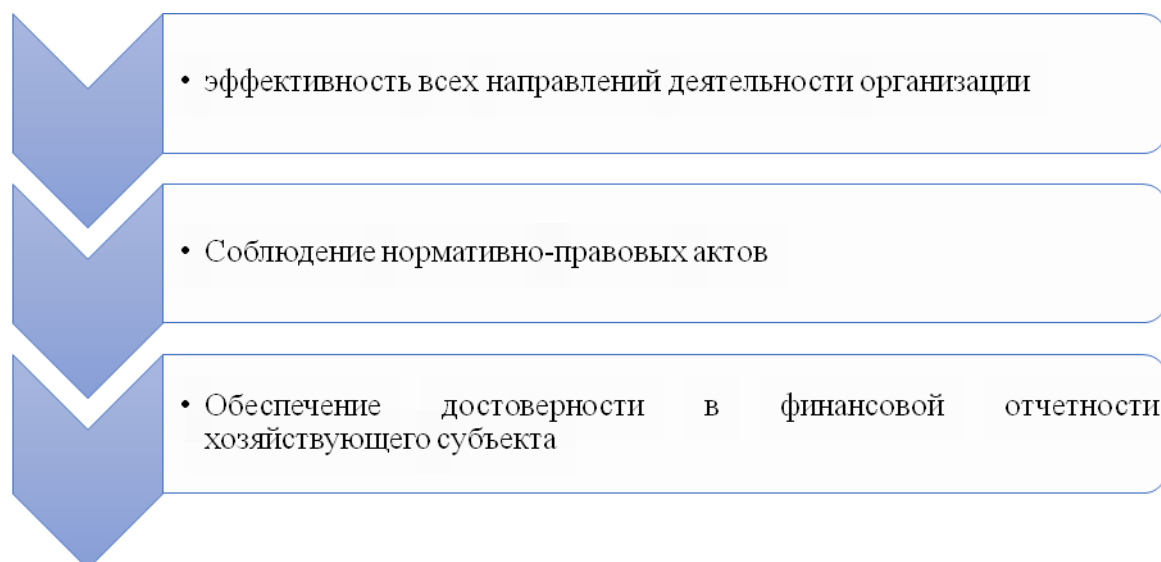 • эффективность всех направлений деятельности организации
• Соблюдение нормативно-правовых актов
• Обеспечение достоверности в финансовой отчетности
хозяйствующего субъекта